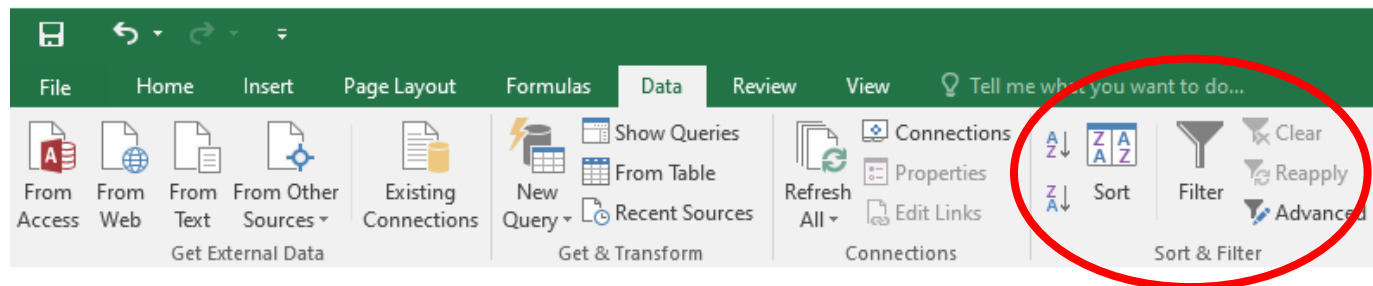 File Home Insert Page Layout Formulas Data Review View Tell me what you want to do...
From Access
From Web
From Text
From Other Sources
Existing Connections
Get External Data
New Query
Show Queries
From Table
Recent Sources
Get & Transform
Refresh All
Connections
Properties
Edit Links
Connections
A Z
Z A
Z A A Z
Sort
Filter
Clear
Reapply
Advanced
Sort & Filter